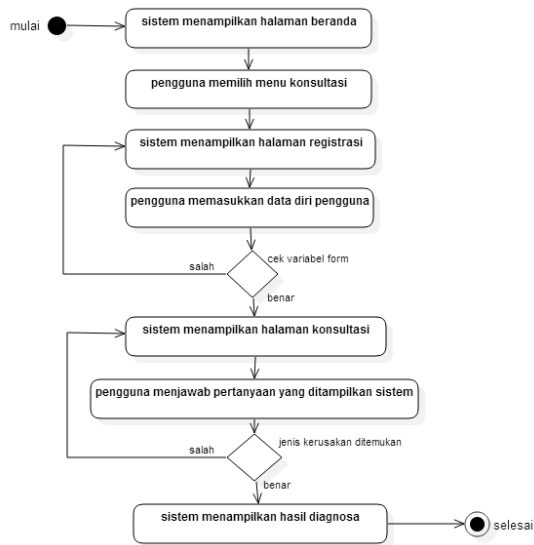 mulai
sistem menampilkan halaman beranda
pengguna memilih menu konsultasi
sistem menampilkan halaman registrasi
pengguna memasukkan data diri pengguna
cek variabel form
salah
benar
sistem menampilkan halaman konsultasi
pengguna menjawab pertanyaan yang ditampilkan sistem
jenis kerusakan ditemukan
salah
benar
sistem menampilkan hasil diagnosa
selesai